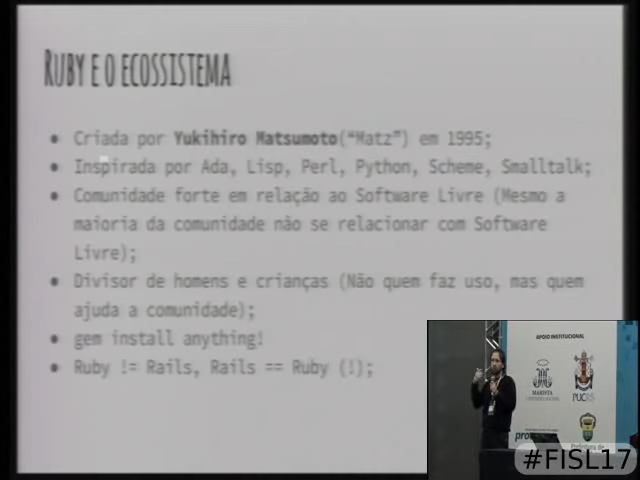 RUBY E O ECOSSISTEMA
● Criada por Yukihiro Matsumoto(“Matz”) em 1995;
● Inspirada por Ada, Lisp, Perl, Python, Scheme, Smalltalk;
● Comunidade forte em relação ao Software Livre (Mesmo a
maioria da comunidade não se relacionar com Software
Livre);
● Divisor de homens e crianças (Não quem faz uso, mas quem
ajuda a comunidade);
● gem install anything!
● Ruby != Rails, Rails == Ruby (!);
APOIO INSTITUCIONAL
MARISTA
PUCRS
Prefeitura de
#FISL17